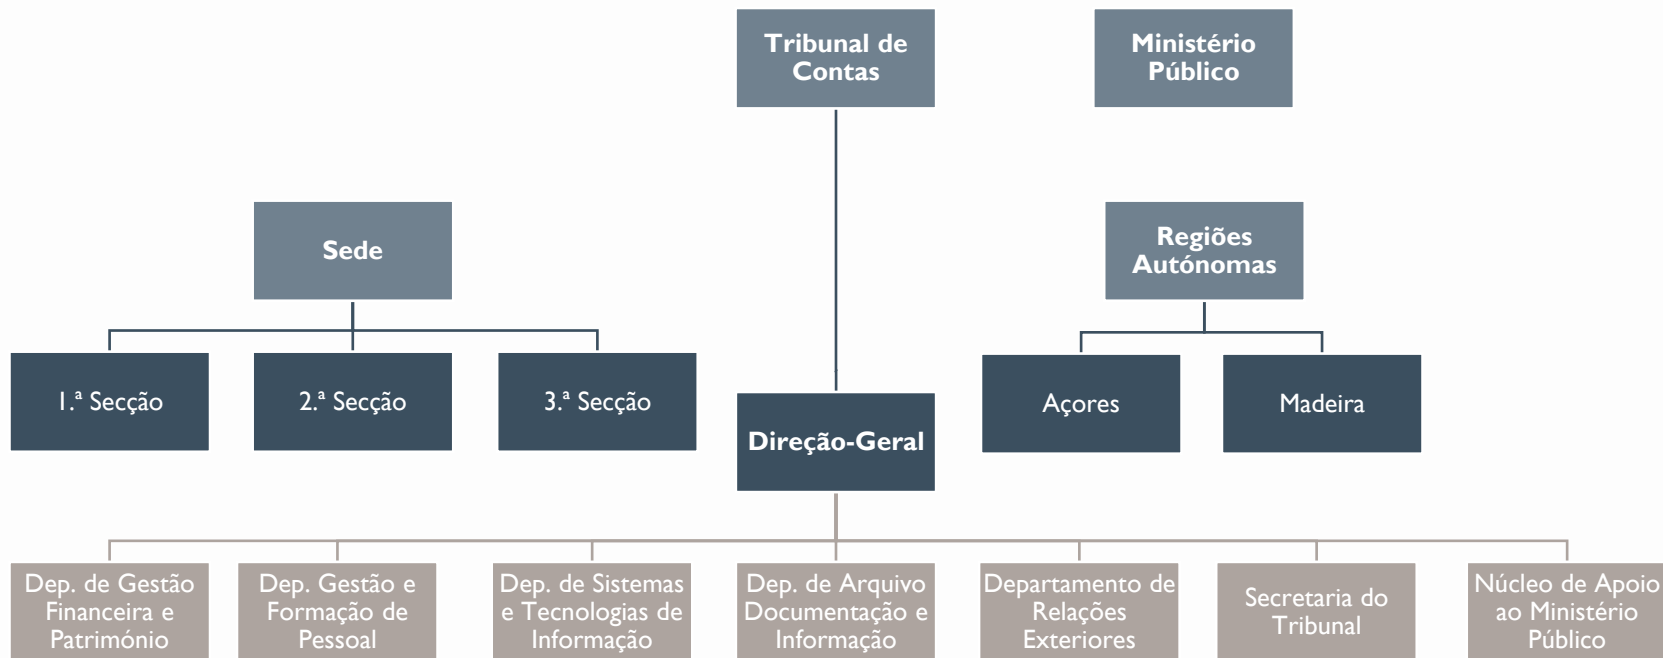 Tribunal de
Contas
Ministério
Público
Sede
Regiões
Autónomas
1.ª Secção
2.ª Secção
3.ª Secção
Açores
Madeira
Direção-Geral
Dep. de Gestão
Financeira e
Património
Dep. Gestão e
Formação de
Pessoal
Dep. de Sistemas
e Tecnologias de
Informação
Dep. de Arquivo
Documentação e
Informação
Departamento de
Relações
Exteriores
Secretaria do
Tribunal
Núcleo de Apoio
ao Ministério
Público